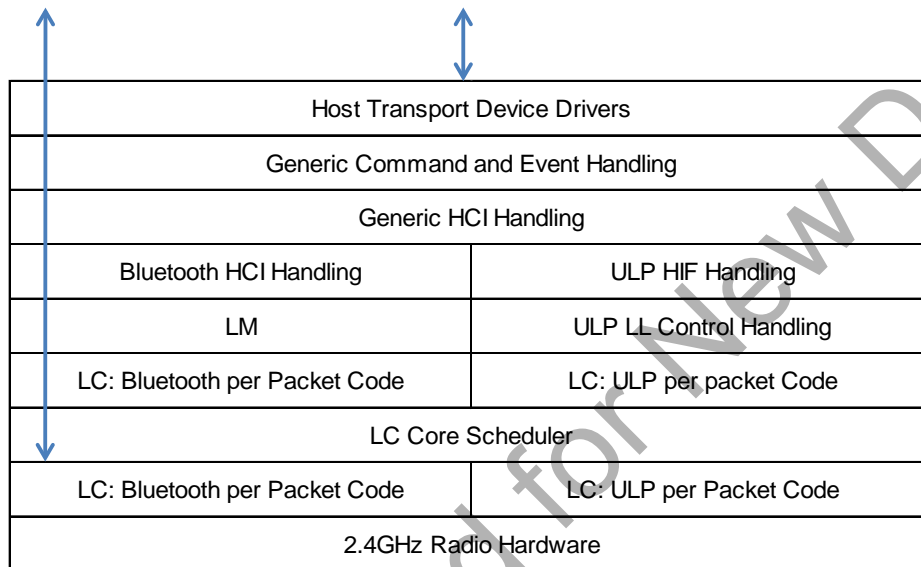 Host Transport Device Drivers
Generic Command and Event Handling
Generic HCI Handling
Bluetooth HCI Handling
ULP HIF Handling
LM
ULP LL Control Handling
LC: Bluetooth per Packet Code
LC: ULP per packet Code
LC Core Scheduler
LC: Bluetooth per Packet Code
LC: ULP per Packet Code
2.4GHz Radio Hardware
d for New D